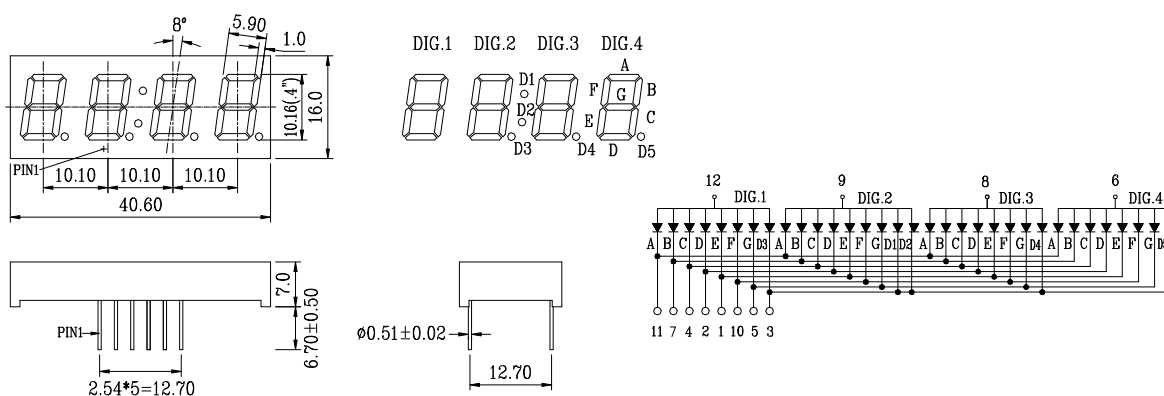 8°
5.90
1.0
10.16(.4")
16.0
PIN1
10.10 10.10 10.10
40.60
DIG.1 DIG.2 DIG.3 DIG.4
A
F B
G
E C
D
D1
D2
D3 D4 D5
7.0
PIN1
6.70±0.50
2.54*5=12.70
ø0.51±0.02
12.70
12 9 8 6
DIG.1 DIG.2 DIG.3 DIG.4
A B C D E F G D3 A B C D E F G D1 D2 A B C D E F G D4 A B C D E F G
11 7 4 2 1 10 5 3